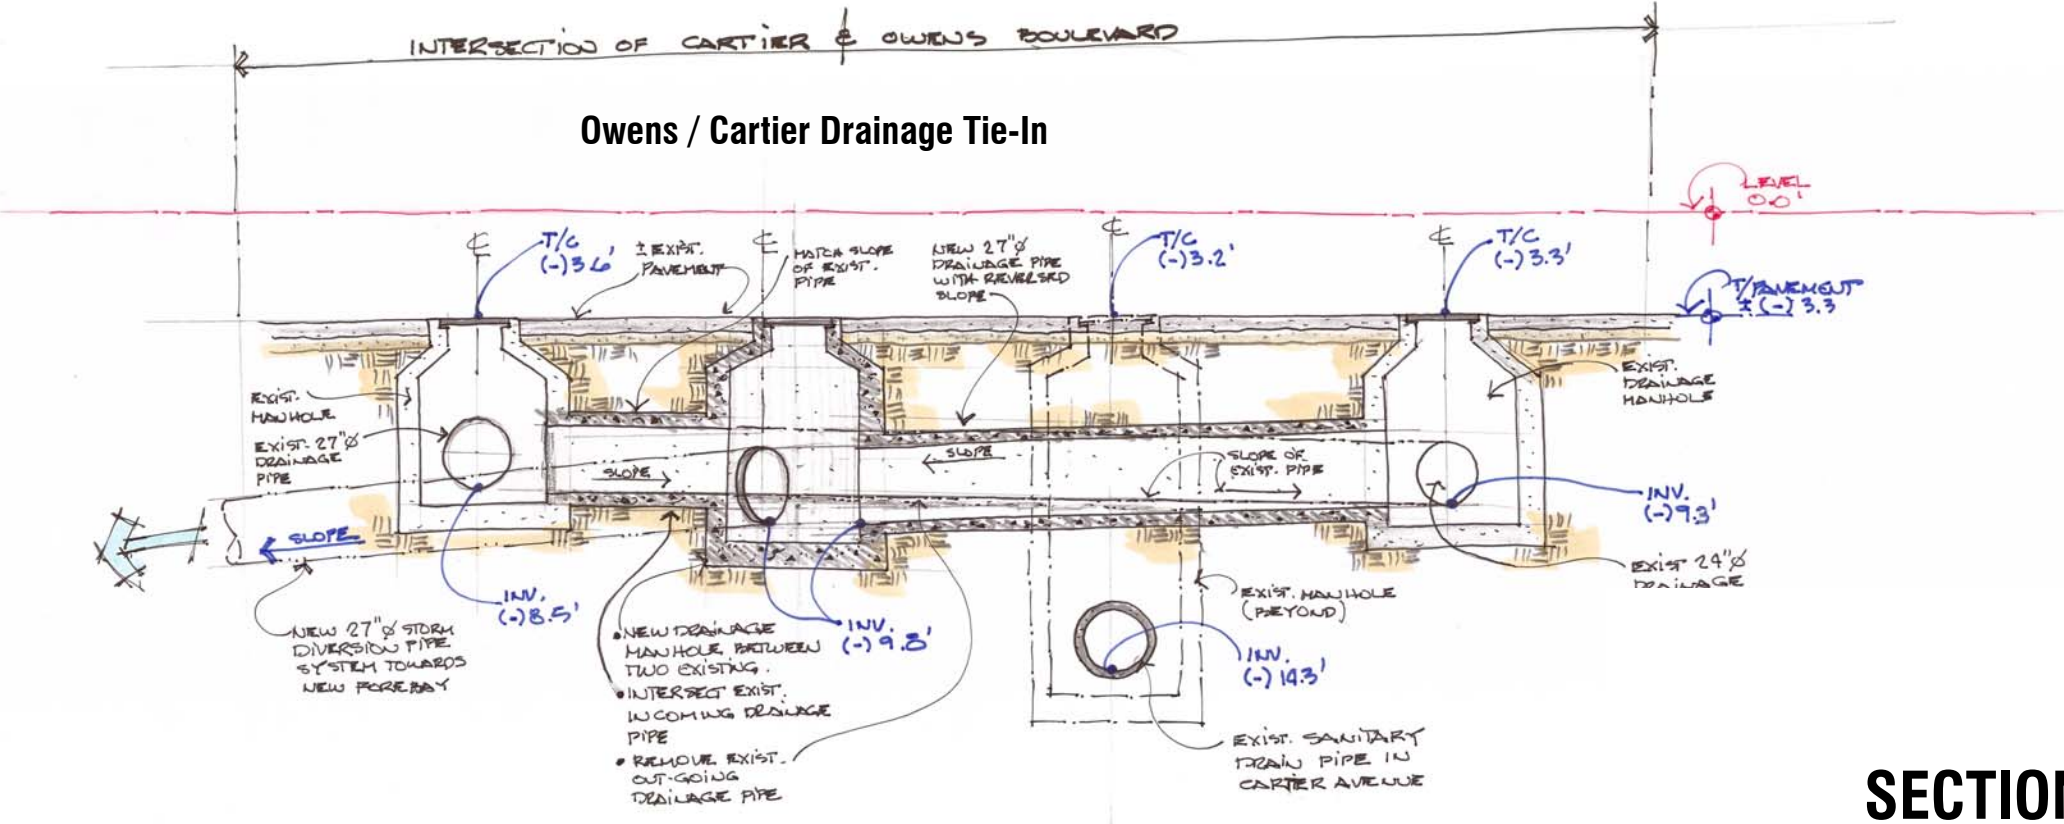 INTERSECTION OF CARTIER ℄ OWENS BOULEVARD
Owens / Cartier Drainage Tie-In
LEVEL
0.0'
℄
T/C
(-)3.6'
± EXIST.
PAVEMENT
℄
MATCH SLOPE
OF EXIST.
PIPE
NEW 27"Ø
DRAINAGE PIPE
WITH REVERSED
SLOPE
℄
T/C
(-)3.2'
℄
T/C
(-)3.3'
T/PAVEMENT
± (-) 3.3
EXIST.
MANHOLE
EXIST. 27"Ø
DRAINAGE
PIPE
SLOPE
SLOPE
SLOPE OF
EXIST. PIPE
EXIST.
DRAINAGE
MANHOLE
INV.
(-)9.3'
EXIST 24"Ø
DRAINAGE
SLOPE
INV.
(-)8.5'
NEW 27"Ø STORM
DIVERSION PIPE
SYSTEM TOWARDS
NEW FOREBAY
• NEW DRAINAGE
MANHOLE BETWEEN
TWO EXISTING.
• INTERSECT EXIST.
INCOMING DRAINAGE
PIPE
• REMOVE EXIST.
OUT-GOING
DRAINAGE PIPE
INV.
(-) 9.8'
EXIST. MANHOLE
(BEYOND)
INV.
(-) 14.3'
EXIST. SANITARY
DRAIN PIPE IN
CARTIER AVENUE
SECTION